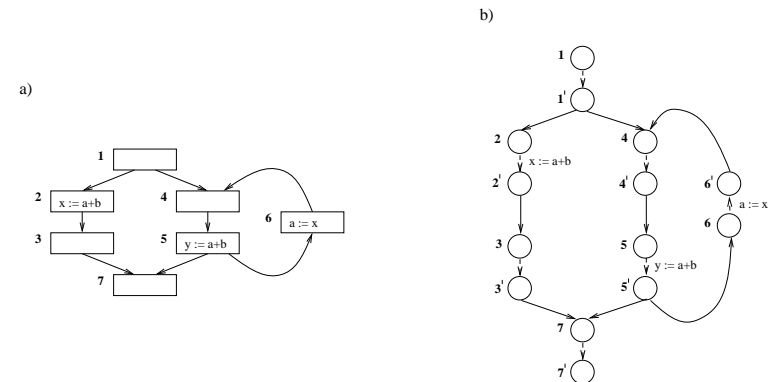 a)
1
2 x := a+b
4
3
5 y := a+b
6 a := x
7
b)
1
1'
2
4
x := a+b
2'
4'
6'
a := x
6
3
5
y := a+b
3'
5'
7
7'